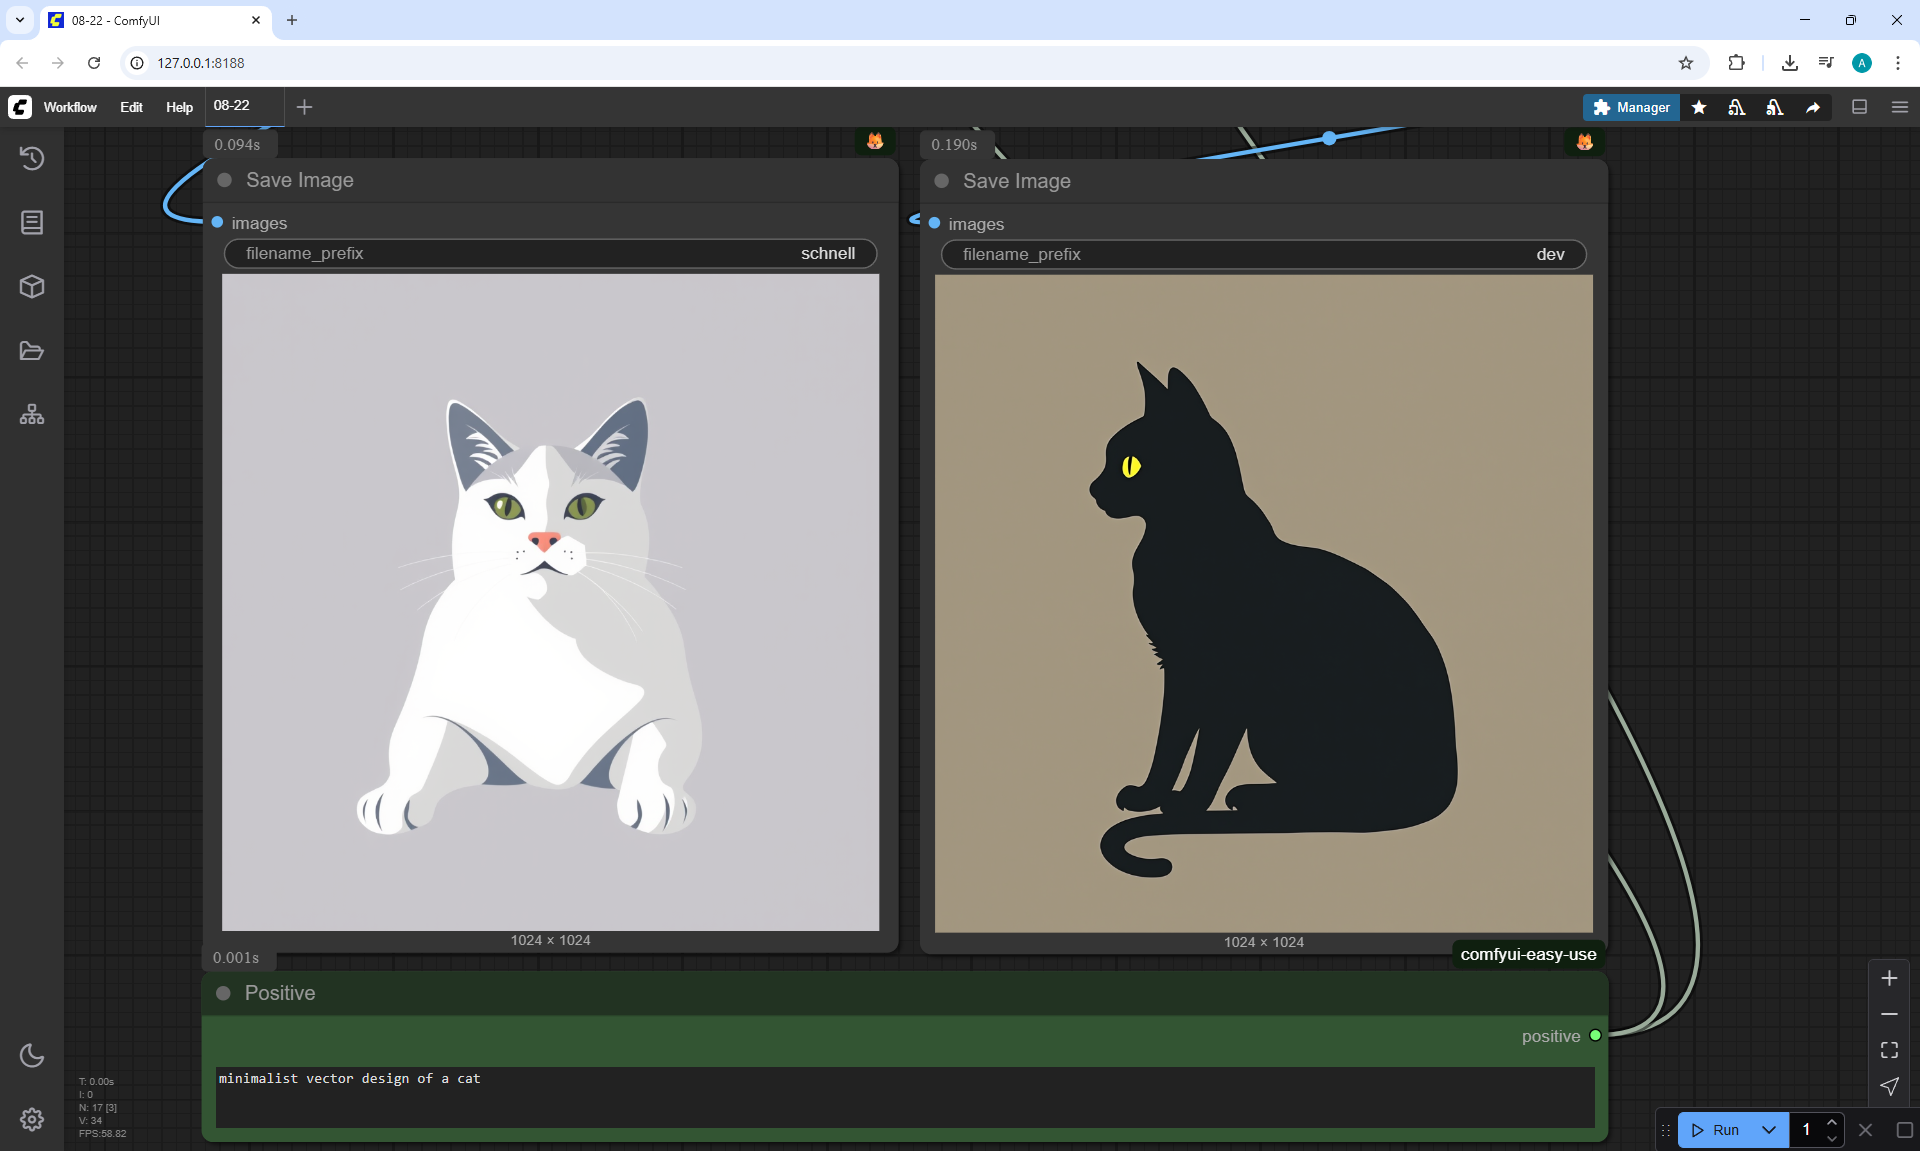 08-22 - ComfyUI
127.0.0.1:8188
A
Workflow Edit Help 08-22
Manager
0.094s
0.190s
Save Image
Save Image
images
images
filename_prefix schnell
filename_prefix dev
1024 × 1024
1024 × 1024
0.001s
comfyui-easy-use
Positive
positive
minimalist vector design of a cat
T: 0.00s
I: 0
N: 17 [3]
V: 34
FPS:58.82
Run 1